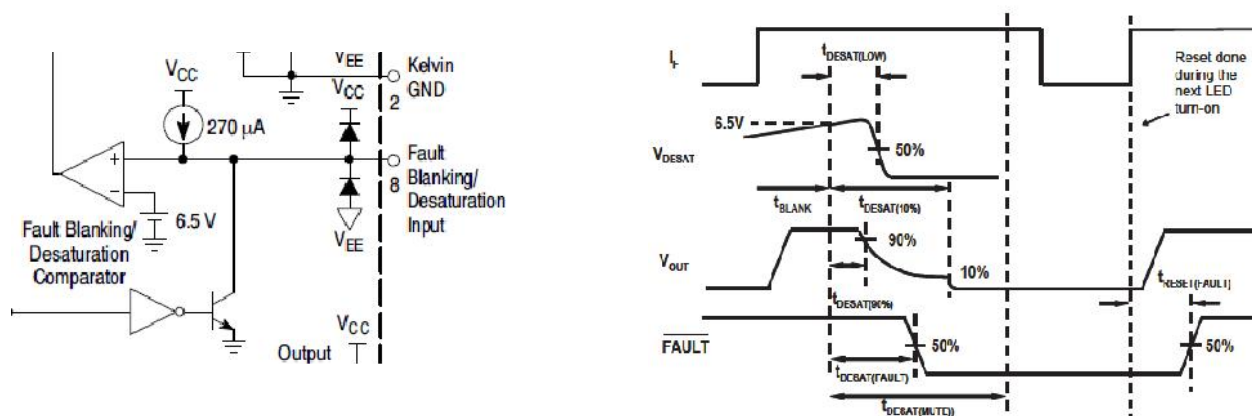 V_EE
Kelvin
GND
2
V_CC
V_CC
270 µA
+
−
6.5 V
Fault
Blanking/
8
Desaturation
Input
V_EE
Fault Blanking/
Desaturation
Comparator
V_CC
Output
I_F
t_DESAT(LOW)
Reset done
during the
next LED
turn-on
6.5V
V_DESAT
50%
t_BLANK
t_DESAT(10%)
V_OUT
90%
10%
t_DESAT(90%)
t_RESET(FAULT)
FAULT
50%
50%
t_DESAT(FAULT)
t_DESAT(MUTE))